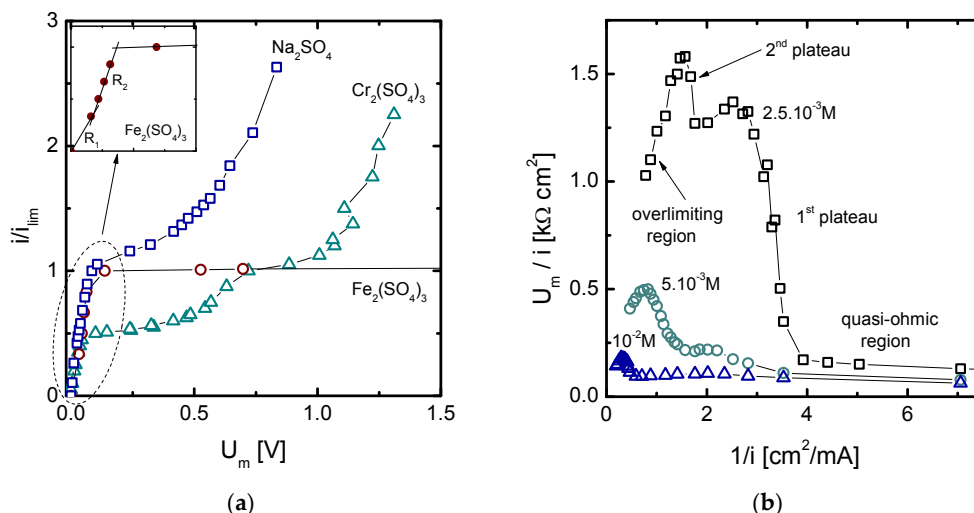 3
2
1
0
i/i_lim
0.0
0.5
1.0
1.5
U_m [V]
R_2
R_1
Fe_2(SO_4)_3
Na_2SO_4
Cr_2(SO_4)_3
Fe_2(SO_4)_3
(a)
1.5
1.0
0.5
0.0
U_m / i [kΩ cm^2]
0
2
4
6
1/i [cm^2/mA]
2^nd plateau
2.5.10^-3M
overlimiting
region
1^st plateau
5.10^-3M
quasi-ohmic
region
10^-2M
(b)